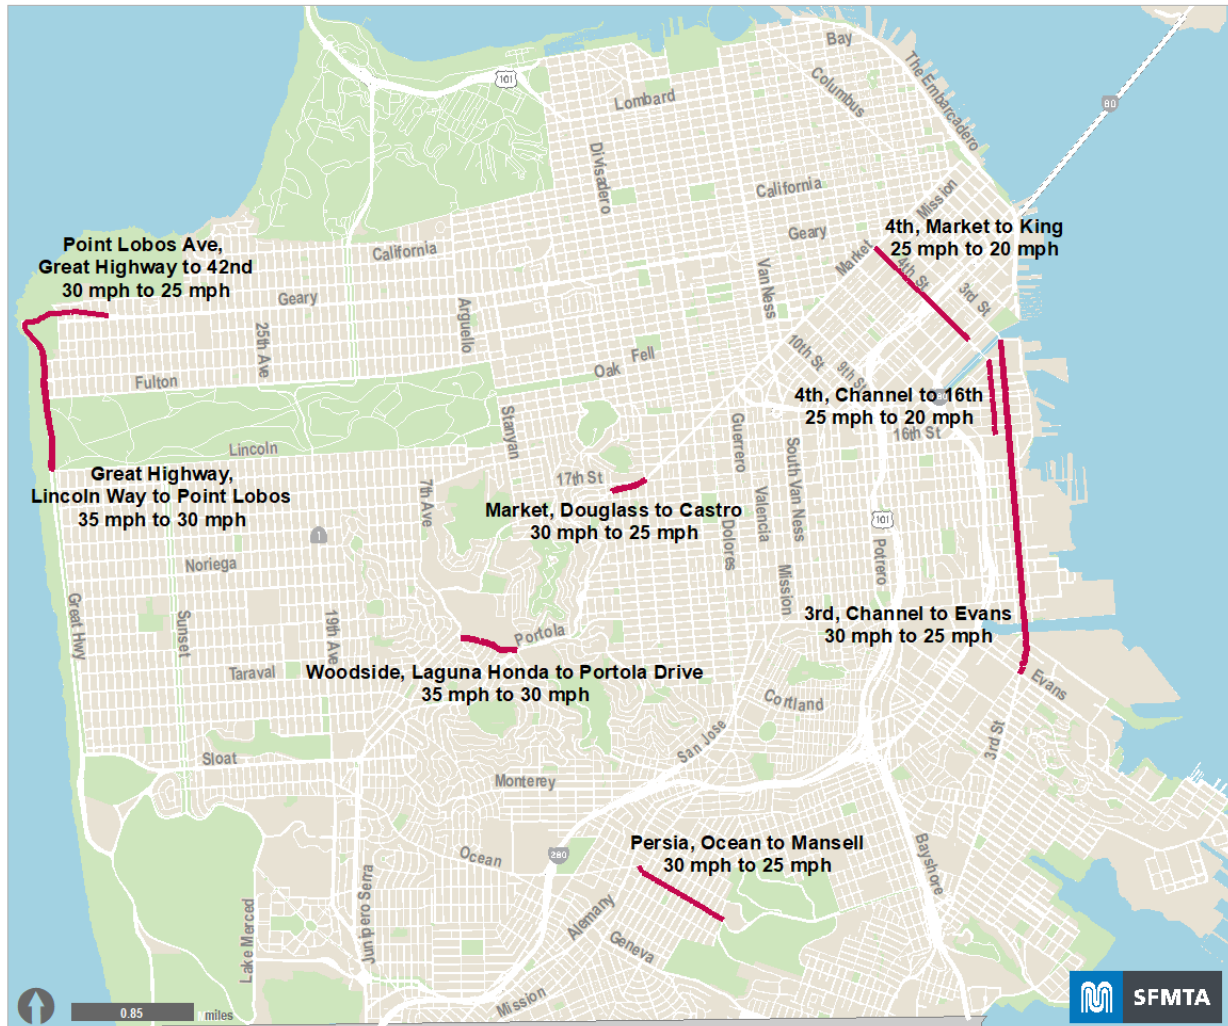 Bay
The Embarcadero
Columbus
101
Lombard
80
Divisadero
California
Mission
Geary
4th, Market to King
25 mph to 20 mph
Market
4th St
3rd St
Van Ness
Point Lobos Ave,
Great Highway to 42nd
30 mph to 25 mph
California
Geary
25th Ave
Arguello
Fulton
Oak
Fell
10th St
9th St
4th, Channel to 16th
25 mph to 20 mph
16th St
Stanyan
Lincoln
Guerrero
South Van Ness
Great Highway,
Lincoln Way to Point Lobos
35 mph to 30 mph
17th St
7th Ave
Market, Douglass to Castro
30 mph to 25 mph
Valencia
Dolores
101
Potrero
1
Noriega
Mission
Great Hwy
Sunset
19th Ave
Portola
3rd, Channel to Evans
30 mph to 25 mph
Taraval
Woodside, Laguna Honda to Portola Drive
35 mph to 30 mph
Evans
Cortland
San Jose
3rd St
Sloat
Monterey
Persia, Ocean to Mansell
30 mph to 25 mph
Ocean
280
Bayshore
Junipero Serra
Lake Merced
Alemany
Geneva
Mission
0.85
miles
SFMTA